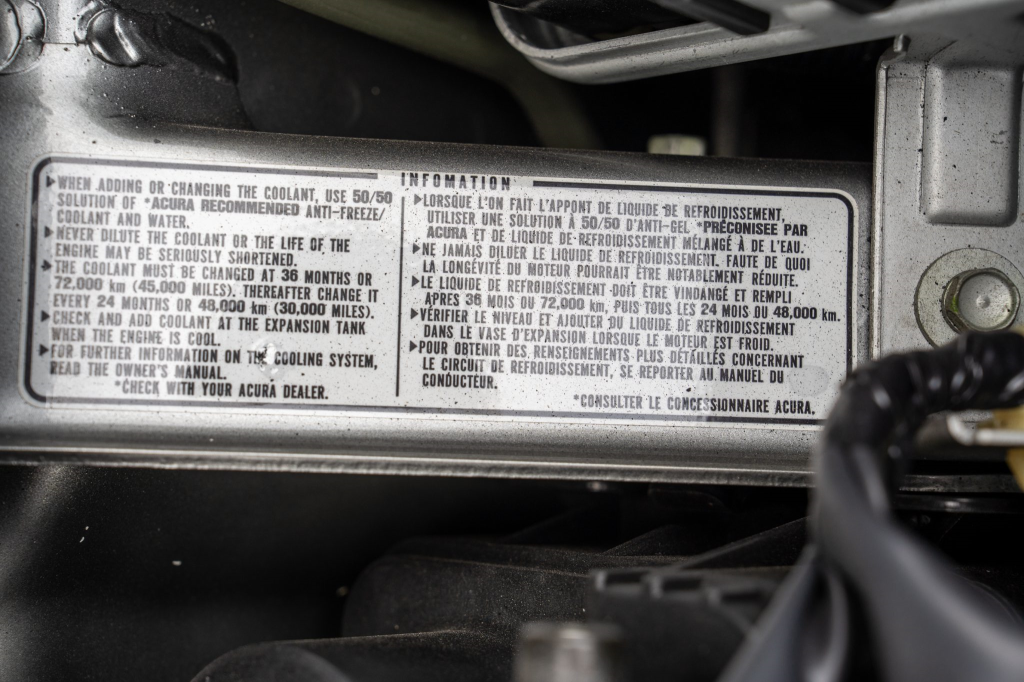 INFOMATION
WHEN ADDING OR CHANGING THE COOLANT, USE 50/50
SOLUTION OF *ACURA RECOMMENDED ANTI-FREEZE/
COOLANT AND WATER.
NEVER DILUTE THE COOLANT OR THE LIFE OF THE
ENGINE MAY BE SERIOUSLY SHORTENED.
THE COOLANT MUST BE CHANGED AT 36 MONTHS OR
72,000 km (45,000 MILES). THEREAFTER CHANGE IT
EVERY 24 MONTHS OR 48,000 km (30,000 MILES).
CHECK AND ADD COOLANT AT THE EXPANSION TANK
WHEN THE ENGINE IS COOL.
FOR FURTHER INFORMATION ON THE COOLING SYSTEM,
READ THE OWNER'S MANUAL.
*CHECK WITH YOUR ACURA DEALER.
LORSQUE L'ON FAIT L'APPONT DE LIQUIDE DE REFROIDISSEMENT,
UTILISER UNE SOLUTION À 50/50 D'ANTI-GEL *PRÉCONISEE PAR
ACURA ET DE LIQUIDE DE REFROIDISSEMENT MÉLANGÉ À DE L'EAU.
NE JAMAIS DILUER LE LIQUIDE DE REFROIDISSEMENT. FAUTE DE QUOI
LA LONGÉVITÉ DU MOTEUR POURRAIT ÊTRE NOTABLEMENT RÉDUITE.
LE LIQUIDE DE REFROIDISSEMENT DOIT ÊTRE VINDANGÉ ET REMPLI
APRES 36 MOIS OU 72,000 km, PUIS TOUS LES 24 MOIS OU 48,000 km.
VÉRIFIER LE NIVEAU ET AJOUTER DU LIQUIDE DE REFROIDISSEMENT
DANS LE VASE D'EXPANSION LORSQUE LE MOTEUR EST FROID.
POUR OBTENIR DES RENSEIGNEMENTS PLUS DÉTAILLÉS CONCERNANT
LE CIRCUIT DE REFROIDISSEMENT, SE REPORTER AU MANUEL DU
CONDUCTEUR.
*CONSULTER LE CONCESSIONNAIRE ACURA.